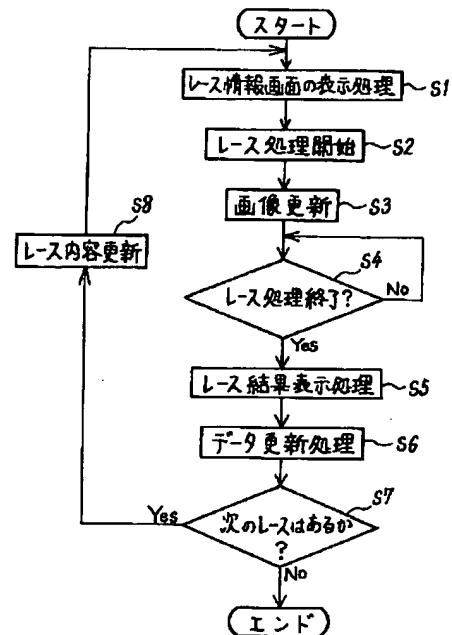 スタート
レース情報画面の表示処理
S1
レース処理開始
S2
画像更新
S3
S8
レース内容更新
S4
レース処理終了?
No
Yes
レース結果表示処理
S5
データ更新処理
S6
S7
次のレースはあるか
?
Yes
No
エンド